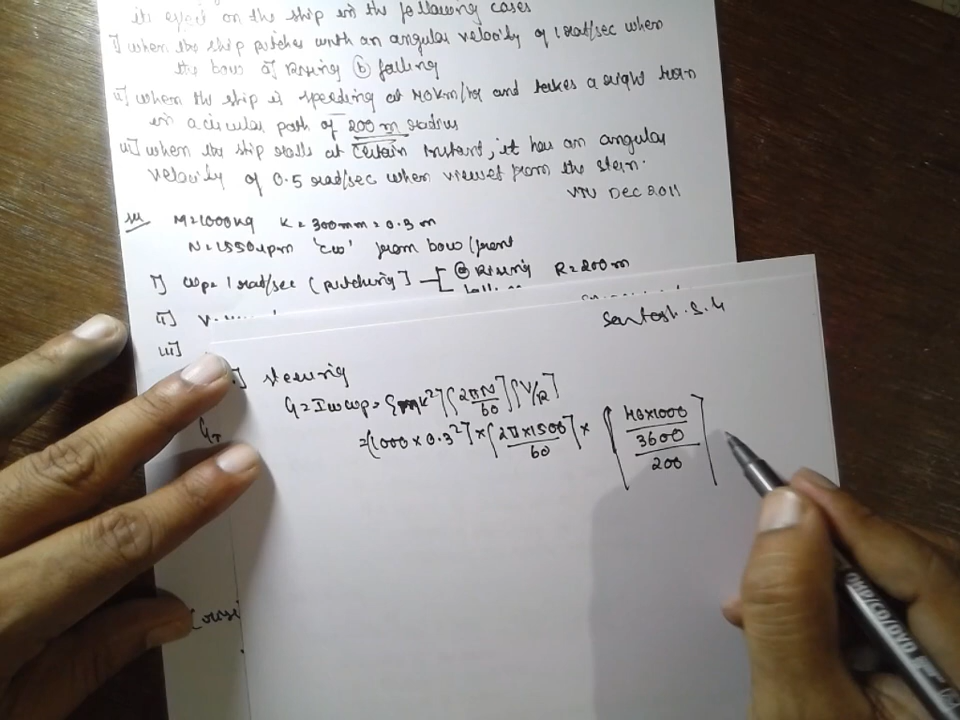 its effect on the ship in the following cases
i] when the ship pitches with an angular velocity of 1 rad/sec when
the bow a) Rising (b) falling
ii] when the ship is speeding at 40km/hr and takes a right turn
in a circular path of 200 m radius
iii] when the ship rolls at certain instant, it has an angular
velocity of 0.5 rad/sec when viewed from the stern.
VTU Dec 2011
M=1000kg K = 300mm = 0.3 m
N=1550rpm 'CW' from bow/front
i] ωp=1 rad/sec (pitching] (a) Rising R=200m
ii] V
iii]
Santosh.S.G
] steering
G=Iωωp= {mk²] [2πN/60] [V/R]
=(1000 × 0.3²] × [2π×1500/60] × [40×1000/3600/200]